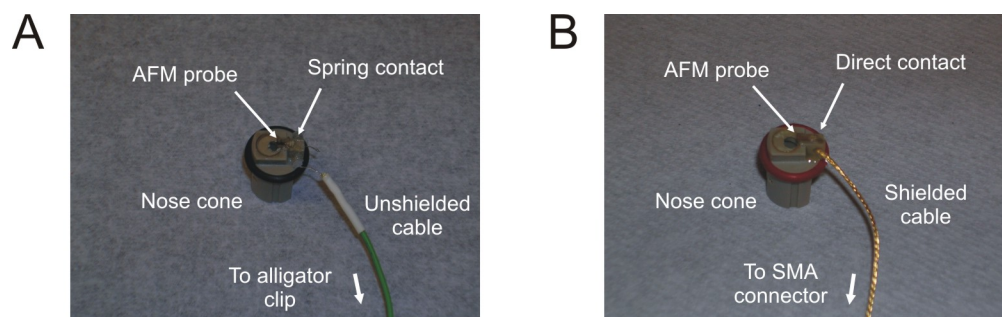 A
AFM probe
Spring contact
Nose cone
Unshielded
cable
To alligator
clip
B
AFM probe
Direct contact
Nose cone
Shielded
cable
To SMA
connector